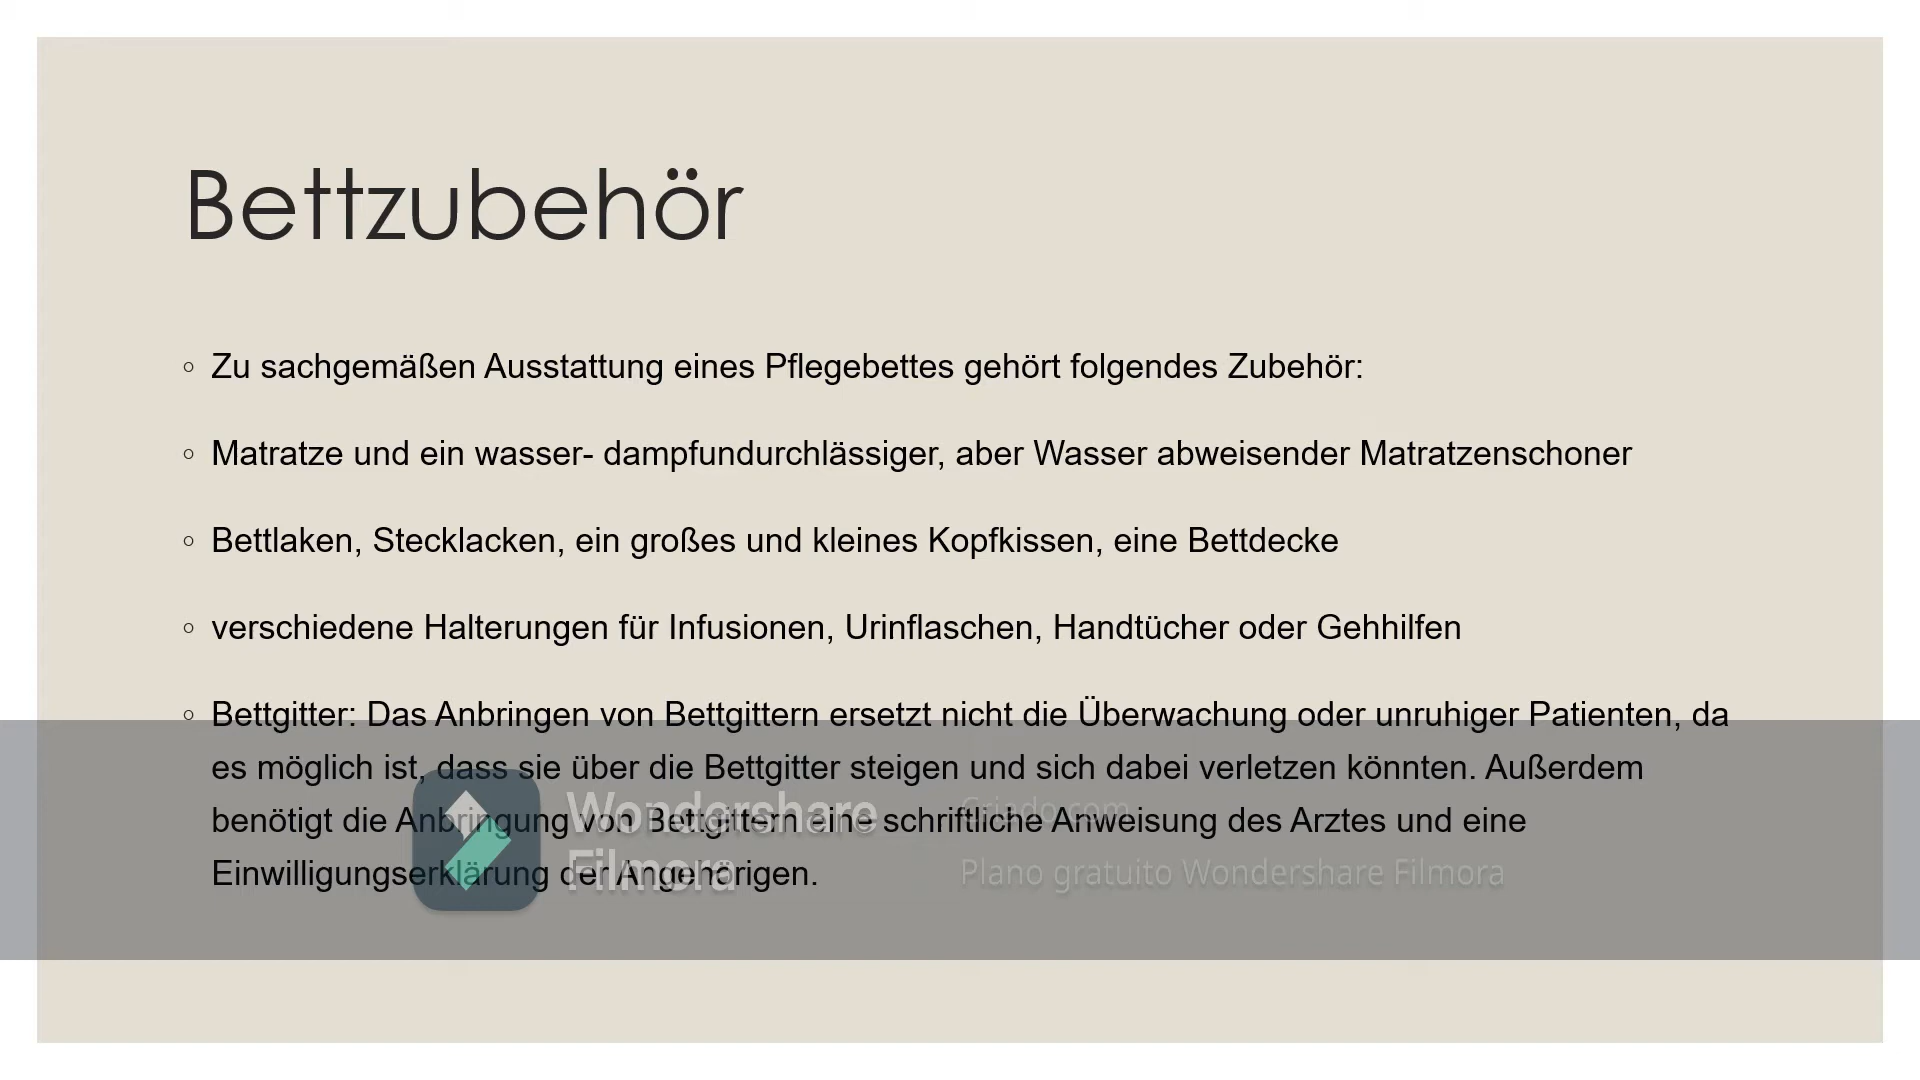 Bettzubehör
◦ Zu sachgemäßen Ausstattung eines Pflegebettes gehört folgendes Zubehör:
◦ Matratze und ein wasser- dampfundurchlässiger, aber Wasser abweisender Matratzenschoner
◦ Bettlaken, Stecklacken, ein großes und kleines Kopfkissen, eine Bettdecke
◦ verschiedene Halterungen für Infusionen, Urinflaschen, Handtücher oder Gehhilfen
◦ Bettgitter: Das Anbringen von Bettgittern ersetzt nicht die Überwachung oder unruhiger Patienten, da
es möglich ist, dass sie über die Bettgitter steigen und sich dabei verletzen könnten. Außerdem
benötigt die Anbringung von Bettgittern eine schriftliche Anweisung des Arztes und eine
Einwilligungserklärung der Angehörigen.
Wondershare
Filmora
Criado com
Plano gratuito Wondershare Filmora